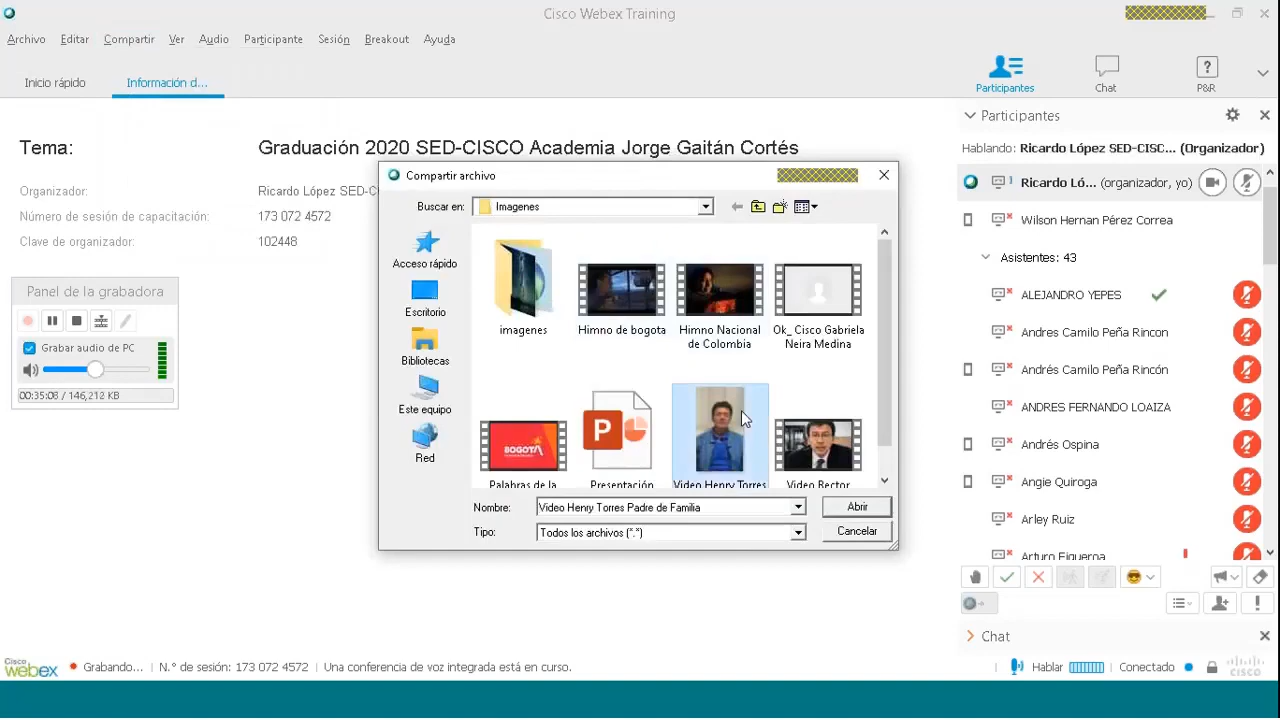 Cisco Webex Training
Archivo Editar Compartir Ver Audio Participante Sesión Breakout Ayuda
Inicio rápido Información d...
Participantes Chat P&R
Tema: Graduación 2020 SED-CISCO Academia Jorge Gaitán Cortés
Organizador: Ricardo López SED-C
Número de sesión de capacitación: 173 072 4572
Clave de organizador: 102448
Panel de la grabadora
Grabar audio de PC
00:35:08 / 146,212 KB
Compartir archivo
Buscar en: Imagenes
Acceso rápido
Escritorio
Bibliotecas
Este equipo
Red
imagenes
Himno de bogota
Himno Nacional
de Colombia
Ok_ Cisco Gabriela
Neira Medina
BOGOTÁ
P
Palabras de la
Presentación
Video Henry Torres
Video Rector
Nombre: Video Henry Torres Padre de Familia Abrir
Tipo: Todos los archivos (*.*) Cancelar
Participantes
Hablando: Ricardo López SED-CISC... (Organizador)
Ricardo Ló... (organizador, yo)
Wilson Hernan Pérez Correa
Asistentes: 43
ALEJANDRO YEPES
Andres Camilo Peña Rincon
Andrés Camilo Peña Rincón
ANDRES FERNANDO LOAIZA
Andrés Ospina
Angie Quiroga
Arley Ruiz
Arturo Figueroa
Chat
Cisco webex Grabando... N.° de sesión: 173 072 4572 Una conferencia de voz integrada está en curso. Hablar Conectado cisco